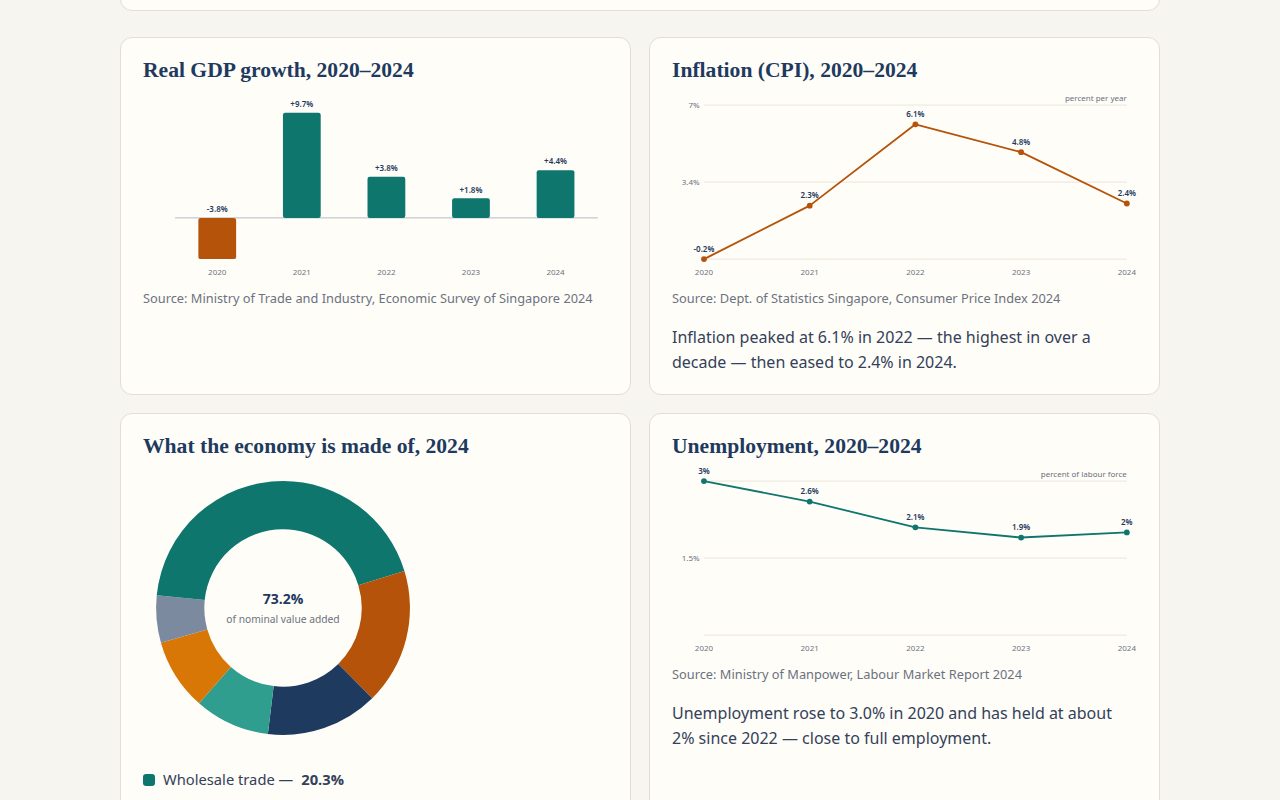 Real GDP growth, 2020–2024
+9.7%
+3.8%
+4.4%
+1.8%
-3.8%
2020 2021 2022 2023 2024
Source: Ministry of Trade and Industry, Economic Survey of Singapore 2024
Inflation (CPI), 2020–2024
percent per year
7%
6.1%
4.8%
3.4%
2.3%
2.4%
-0.2%
2020 2021 2022 2023 2024
Source: Dept. of Statistics Singapore, Consumer Price Index 2024
Inflation peaked at 6.1% in 2022 — the highest in over a
decade — then eased to 2.4% in 2024.
What the economy is made of, 2024
73.2%
of nominal value added
Wholesale trade — 20.3%
Unemployment, 2020–2024
3%
percent of labour force
2.6%
2.1%
1.9%
2%
1.5%
2020 2021 2022 2023 2024
Source: Ministry of Manpower, Labour Market Report 2024
Unemployment rose to 3.0% in 2020 and has held at about
2% since 2022 — close to full employment.